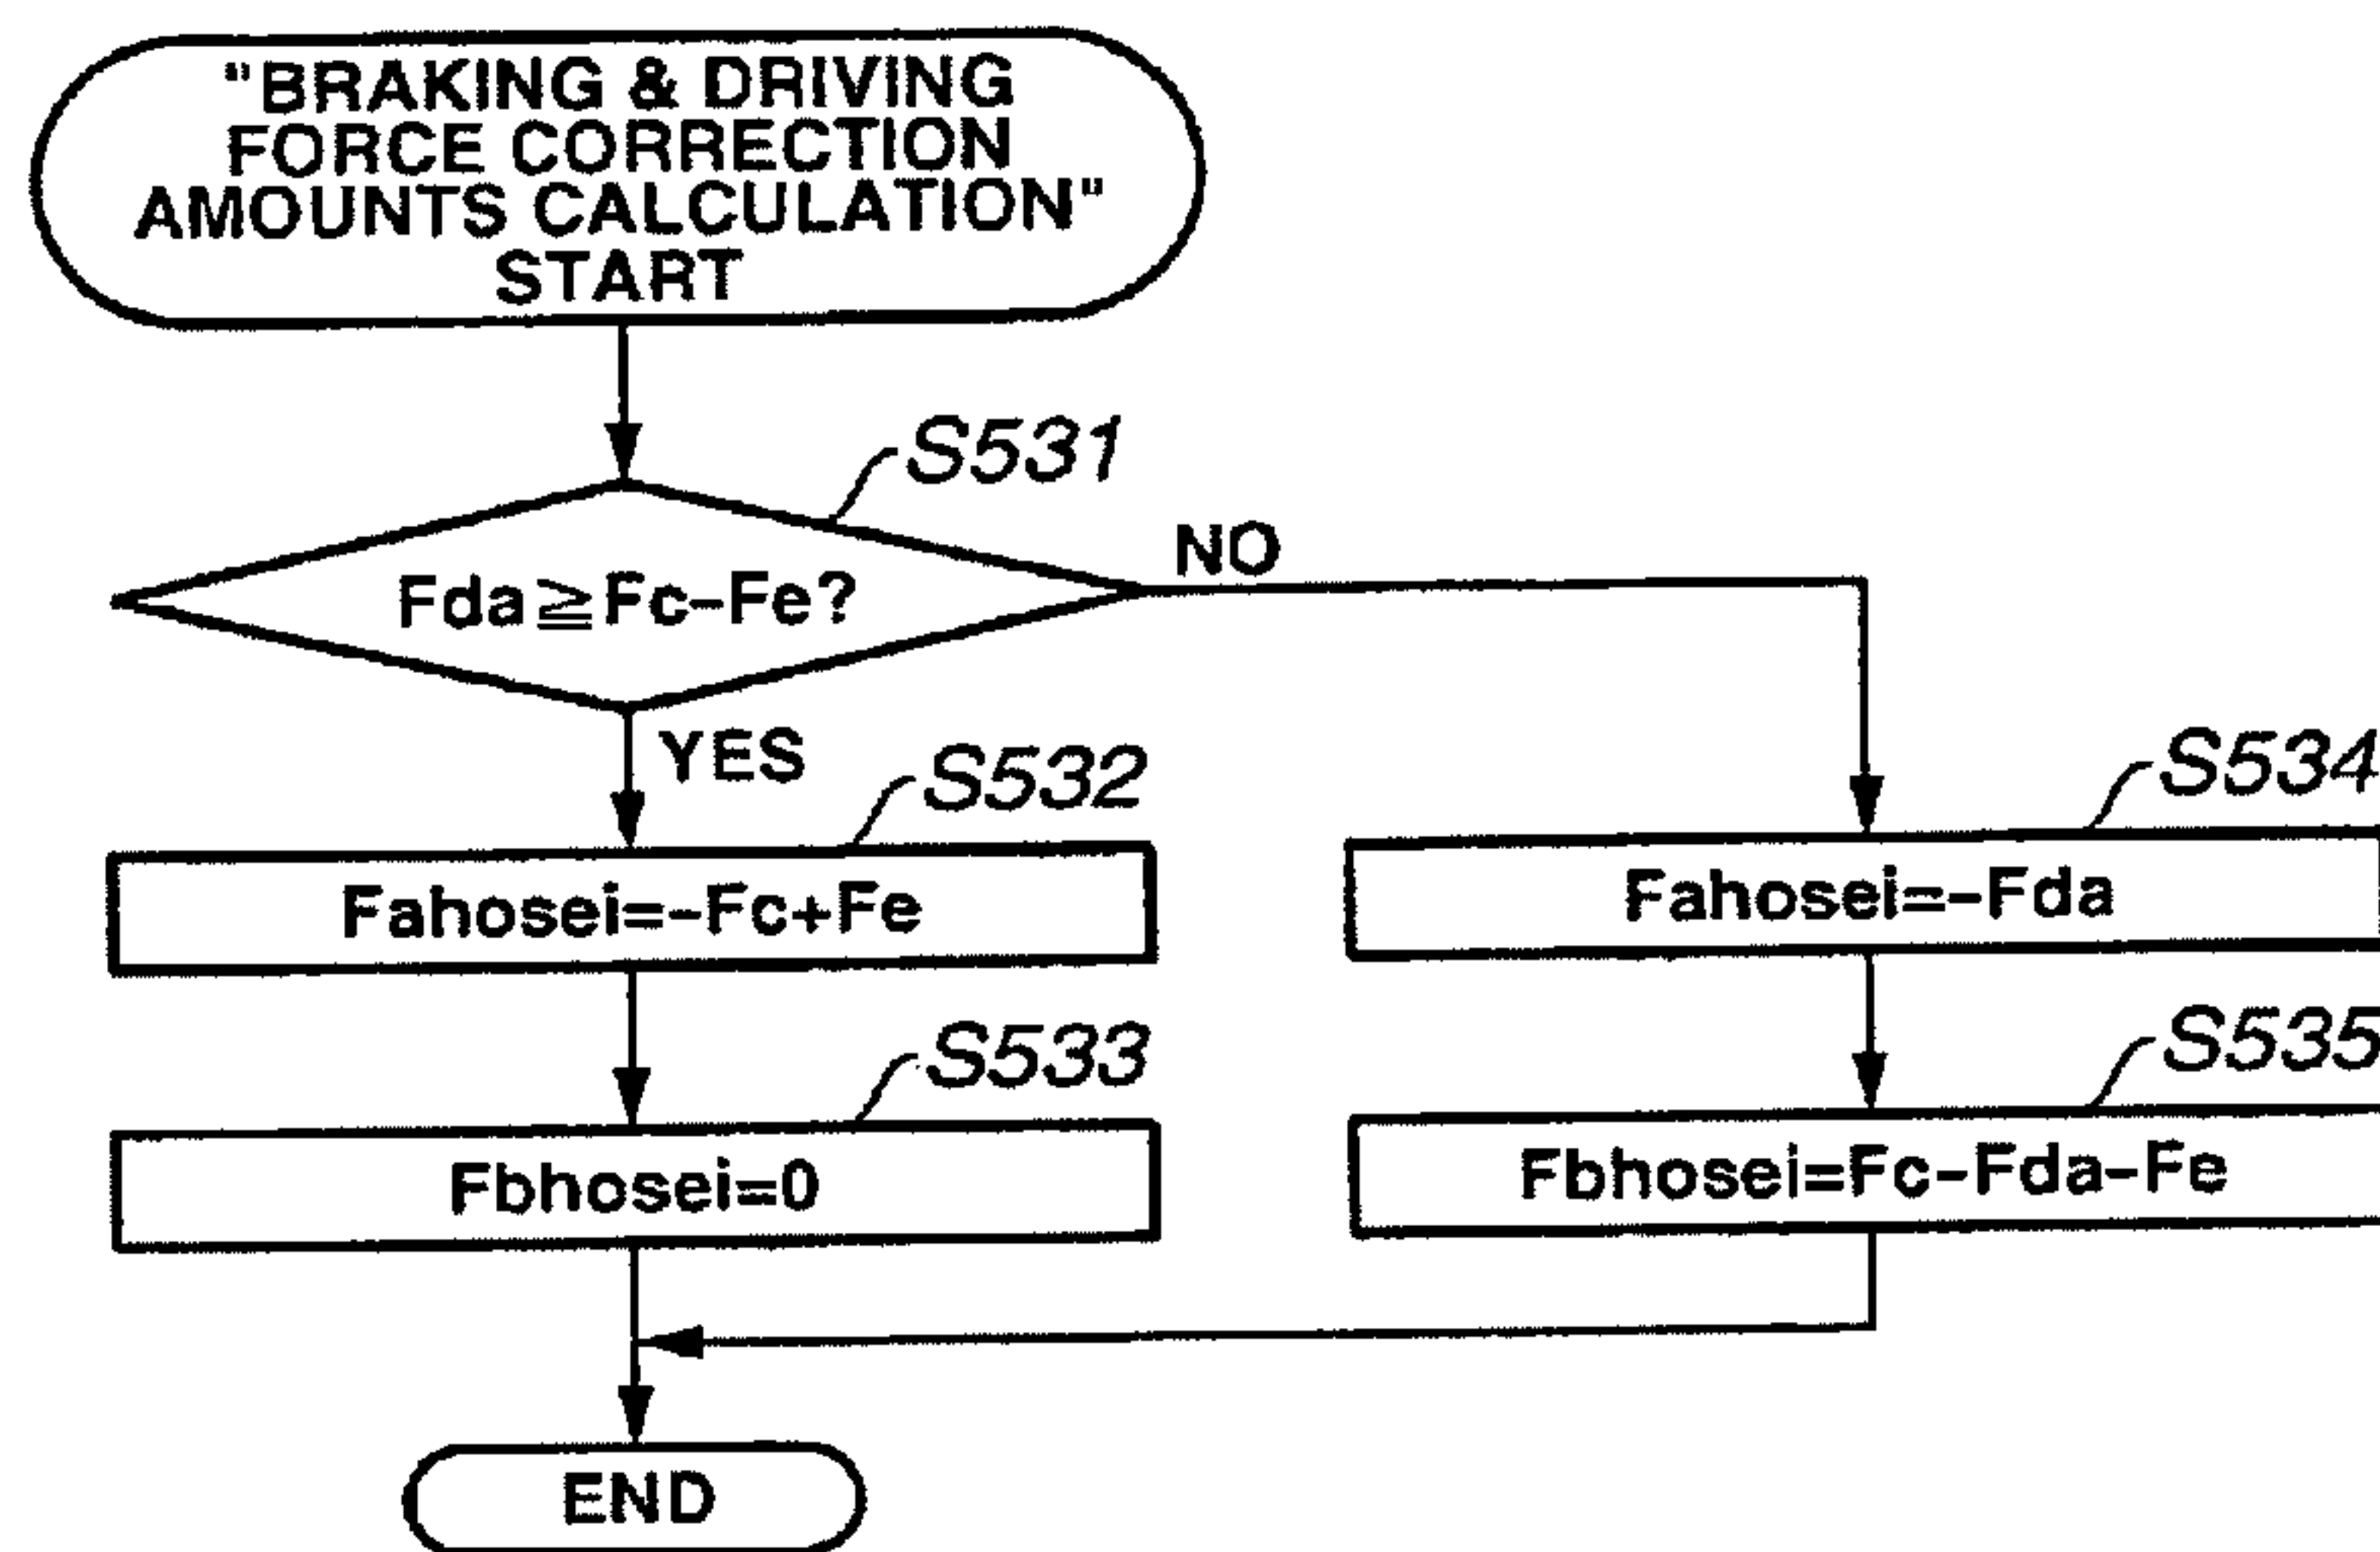 "BRAKING & DRIVING
FORCE CORRECTION
AMOUNTS CALCULATION"
START
S531
Fda≧Fc-Fe?
NO
YES
S532
Fahosei=-Fc+Fe
S533
Fbhosei=0
S534
Fahosei=-Fda
S535
Fbhosei=Fc-Fda-Fe
END